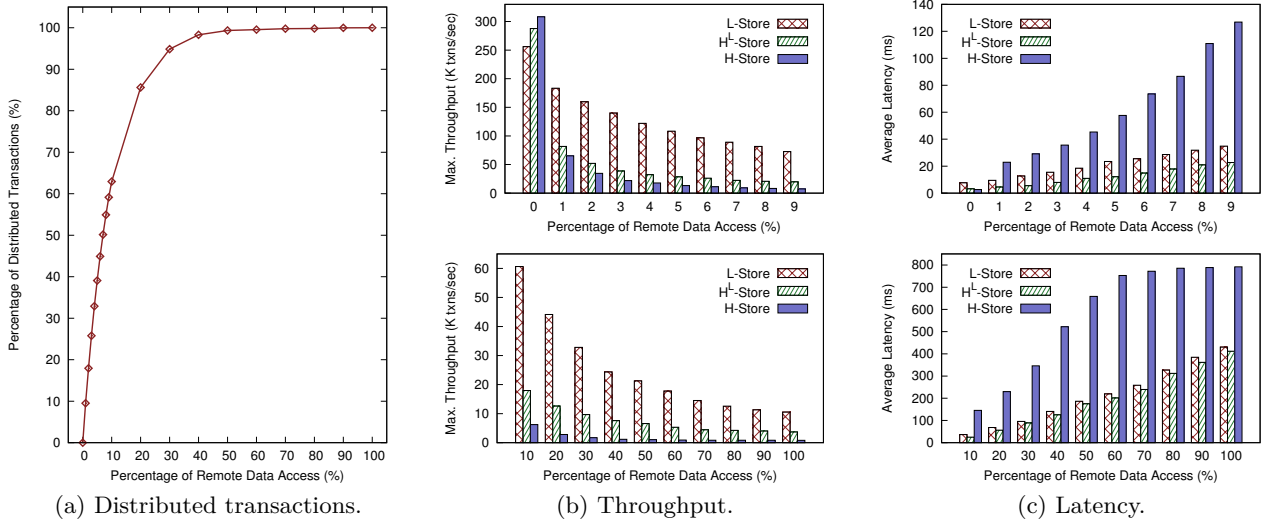 Percentage of Distributed Transactions (%)
100
90
80
70
60
50
40
30
20
10
0
0 10 20 30 40 50 60 70 80 90 100
Percentage of Remote Data Access (%)
(a) Distributed transactions.
Max. Throughput (K txns/sec)
300
250
200
150
100
50
0
L-Store
H^L-Store
H-Store
0 1 2 3 4 5 6 7 8 9
Percentage of Remote Data Access (%)
Max. Throughput (K txns/sec)
60
50
40
30
20
10
0
L-Store
H^L-Store
H-Store
10 20 30 40 50 60 70 80 90 100
Percentage of Remote Data Access (%)
(b) Throughput.
Average Latency (ms)
140
120
100
80
60
40
20
0
L-Store
H^L-Store
H-Store
0 1 2 3 4 5 6 7 8 9
Percentage of Remote Data Access (%)
Average Latency (ms)
800
700
600
500
400
300
200
100
0
L-Store
H^L-Store
H-Store
10 20 30 40 50 60 70 80 90 100
Percentage of Remote Data Access (%)
(c) Latency.